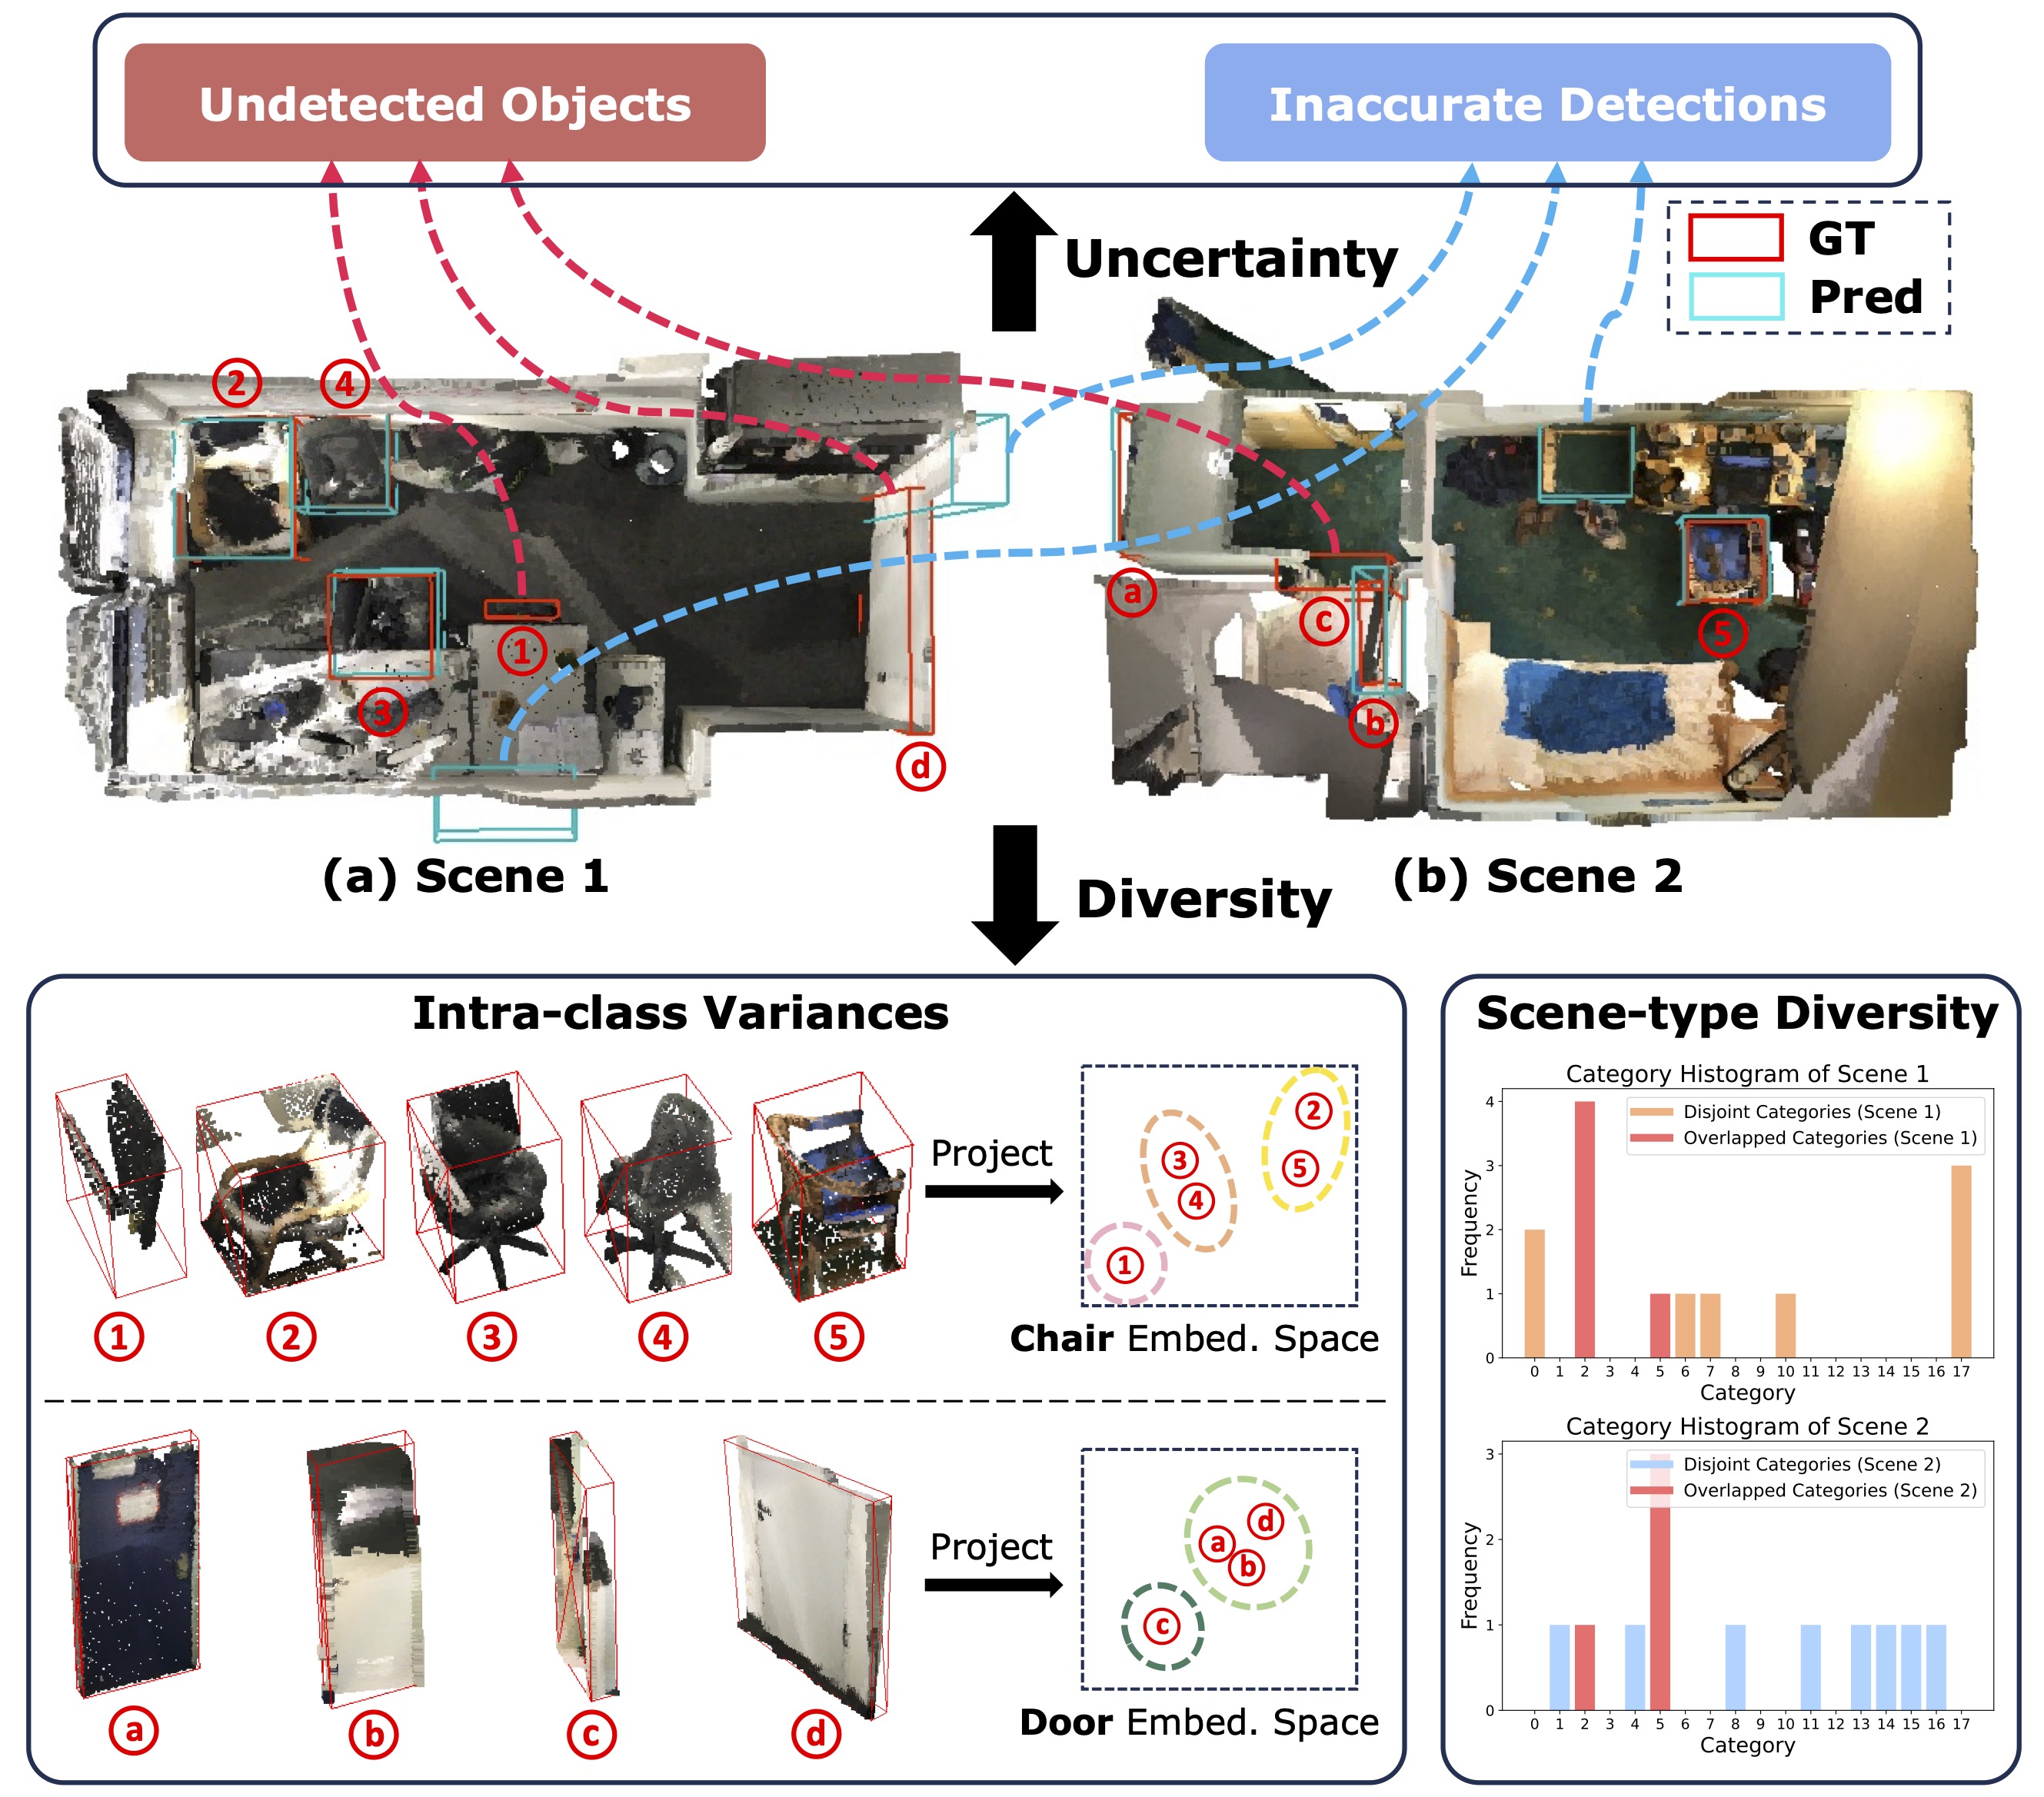 Undetected Objects
Inaccurate Detections
Uncertainty
GT
Pred
2
4
1
3
d
a
c
b
5
(a) Scene 1
(b) Scene 2
Diversity
Intra-class Variances
1
2
3
4
5
Project
2
3
5
4
1
Chair Embed. Space
a
b
c
d
Project
d
a
b
c
Door Embed. Space
Scene-type Diversity
Category Histogram of Scene 1
Disjoint Categories (Scene 1)
Overlapped Categories (Scene 1)
Frequency
4
3
2
1
0
0 1 2 3 4 5 6 7 8 9 10 11 12 13 14 15 16 17
Category
Category Histogram of Scene 2
Disjoint Categories (Scene 2)
Overlapped Categories (Scene 2)
Frequency
3
2
1
0
0 1 2 3 4 5 6 7 8 9 10 11 12 13 14 15 16 17
Category